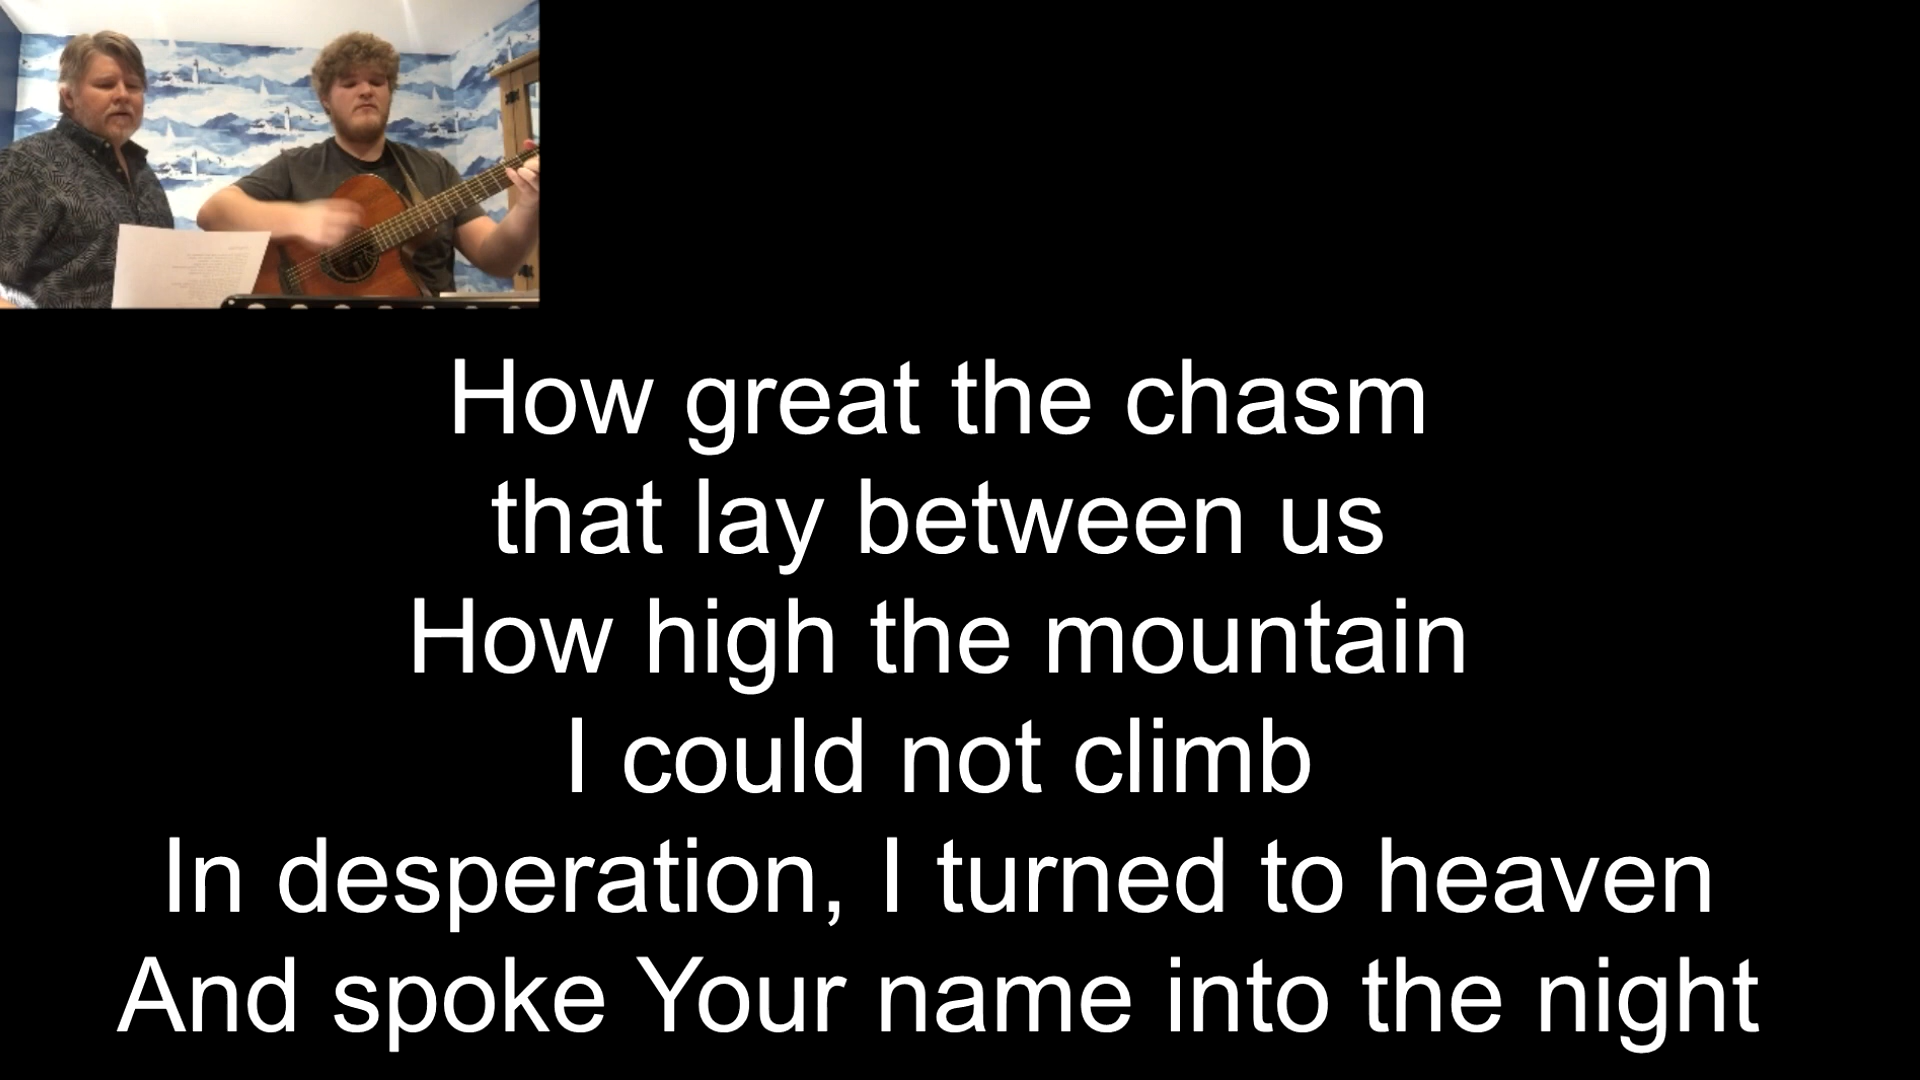 How great the chasm
that lay between us
How high the mountain
I could not climb
In desperation, I turned to heaven
And spoke Your name into the night